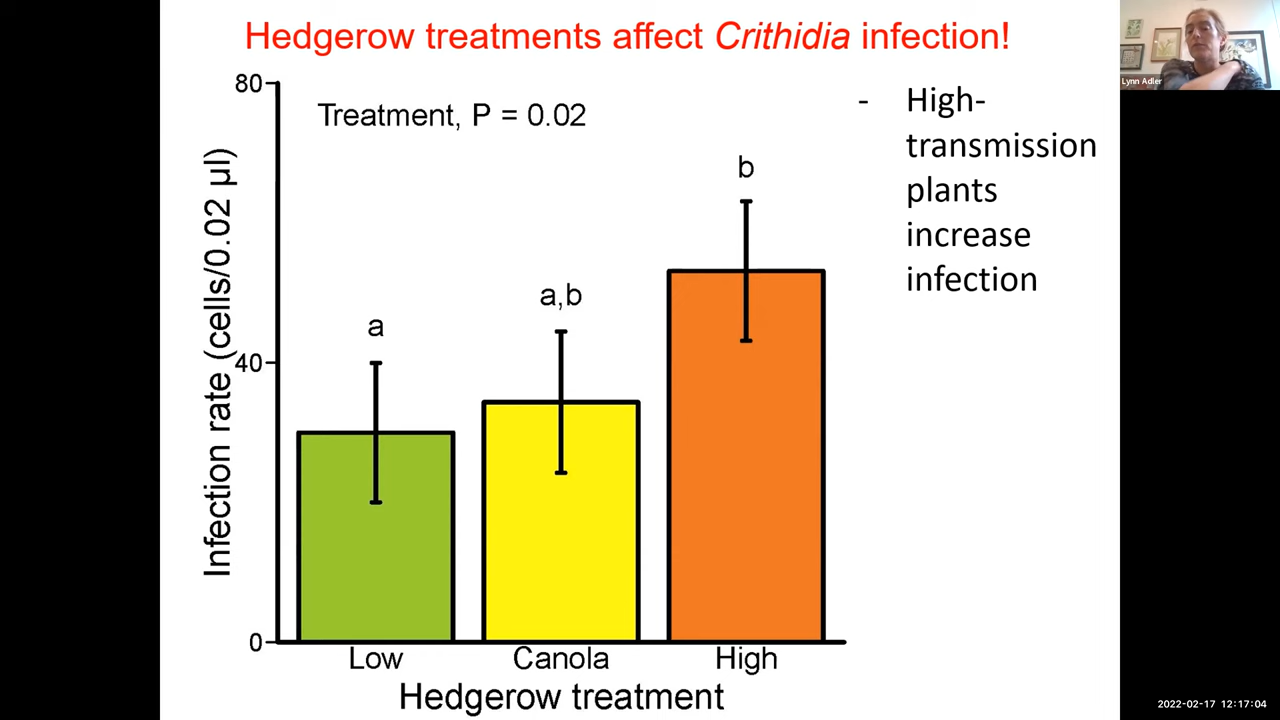 Hedgerow treatments affect Crithidia infection!
Lynn Adler
80
Treatment, P = 0.02
- High-
transmission
plants
increase
infection
b
a,b
a
Infection rate (cells/0.02 µl)
40
0
Low Canola High
Hedgerow treatment
2022-02-17 12:17:04